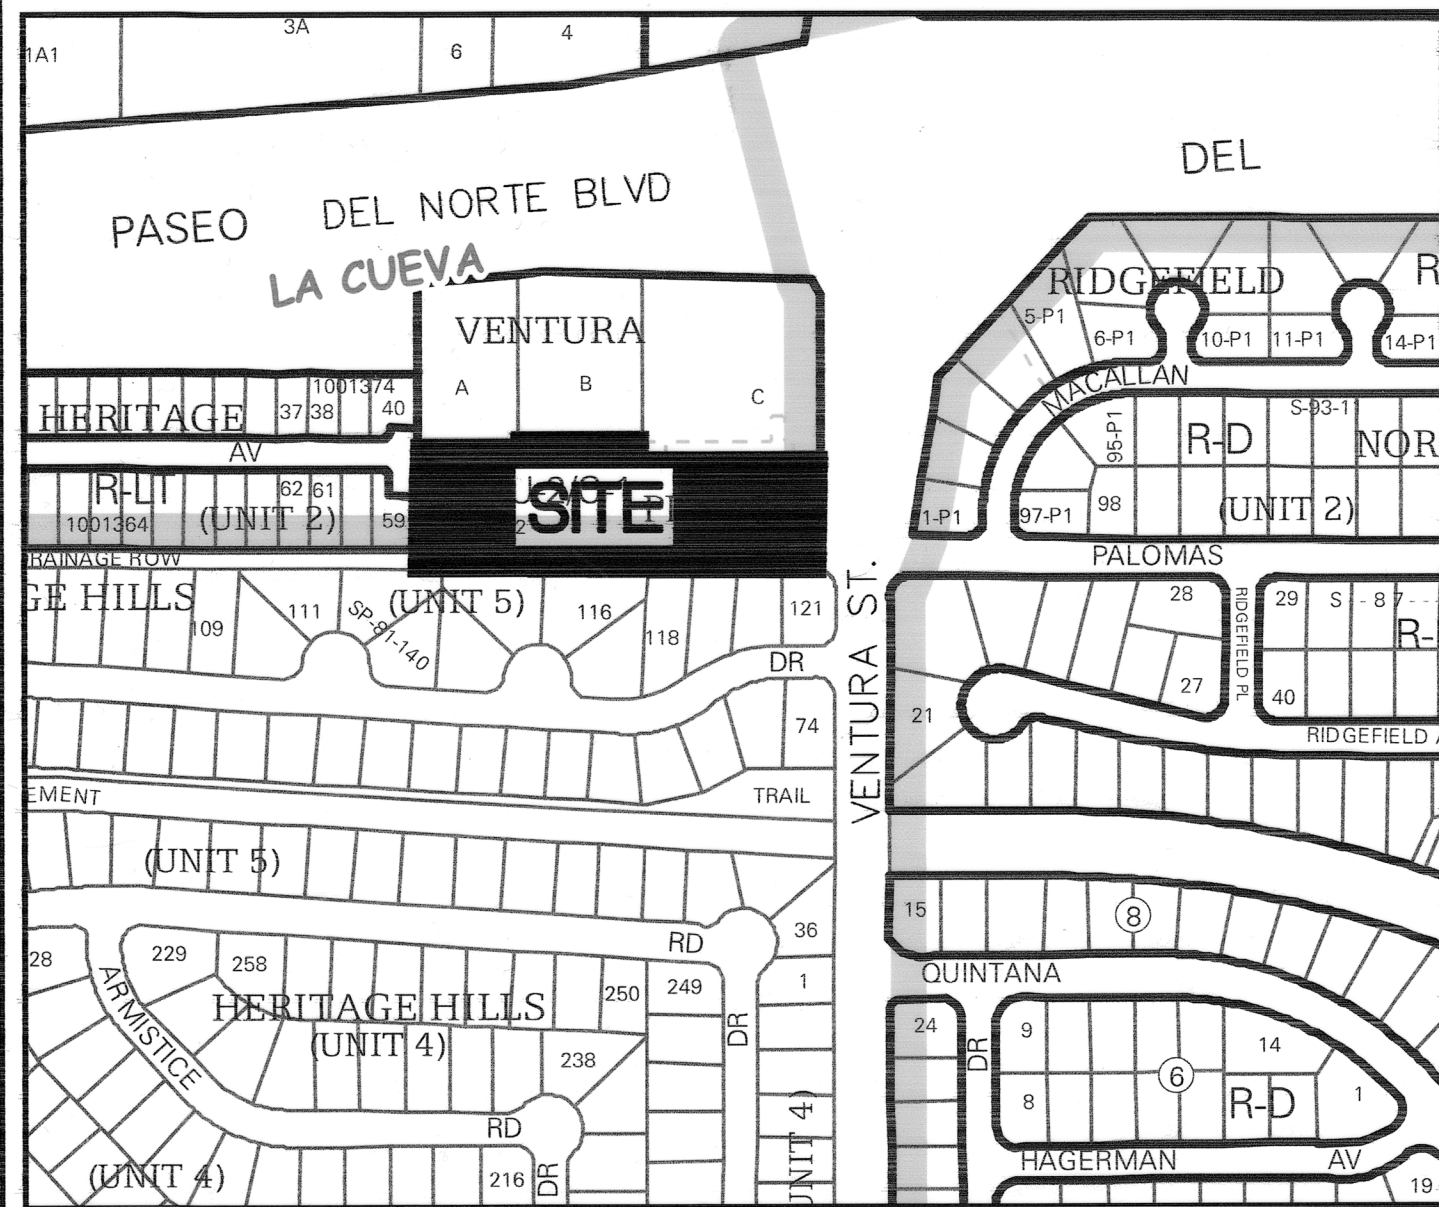 3A
4
6
1A1
DEL
PASEO DEL NORTE BLVD
LA CUEVA
RIDGEFIELD
R
5-P1
VENTURA
6-P1
10-P1
11-P1
14-P1
MACALLAN
1001374
A
B
C
HERITAGE
37
38
40
S-93-1
95-P1
R-D
NOR
AV
R-LT
62
61
SITE
1001364
(UNIT 2)
59
1-P1
97-P1
98
(UNIT 2)
DRAINAGE ROW
PALOMAS
GE HILLS
(UNIT 5)
109
111
SP-81-140
116
118
121
VENTURA ST.
28
RIDGEFIELD PL
29
S - 87
R-
DR
27
40
74
21
RIDGEFIELD A
EMENT
TRAIL
(UNIT 5)
15
8
36
RD
28
229
258
250
249
1
QUINTANA
ARMISTICE
HERITAGE HILLS
(UNIT 4)
DR
24
DR
9
14
238
6
8
R-D
1
RD
UNIT 4)
HAGERMAN AV
(UNIT 4)
216
DR
19